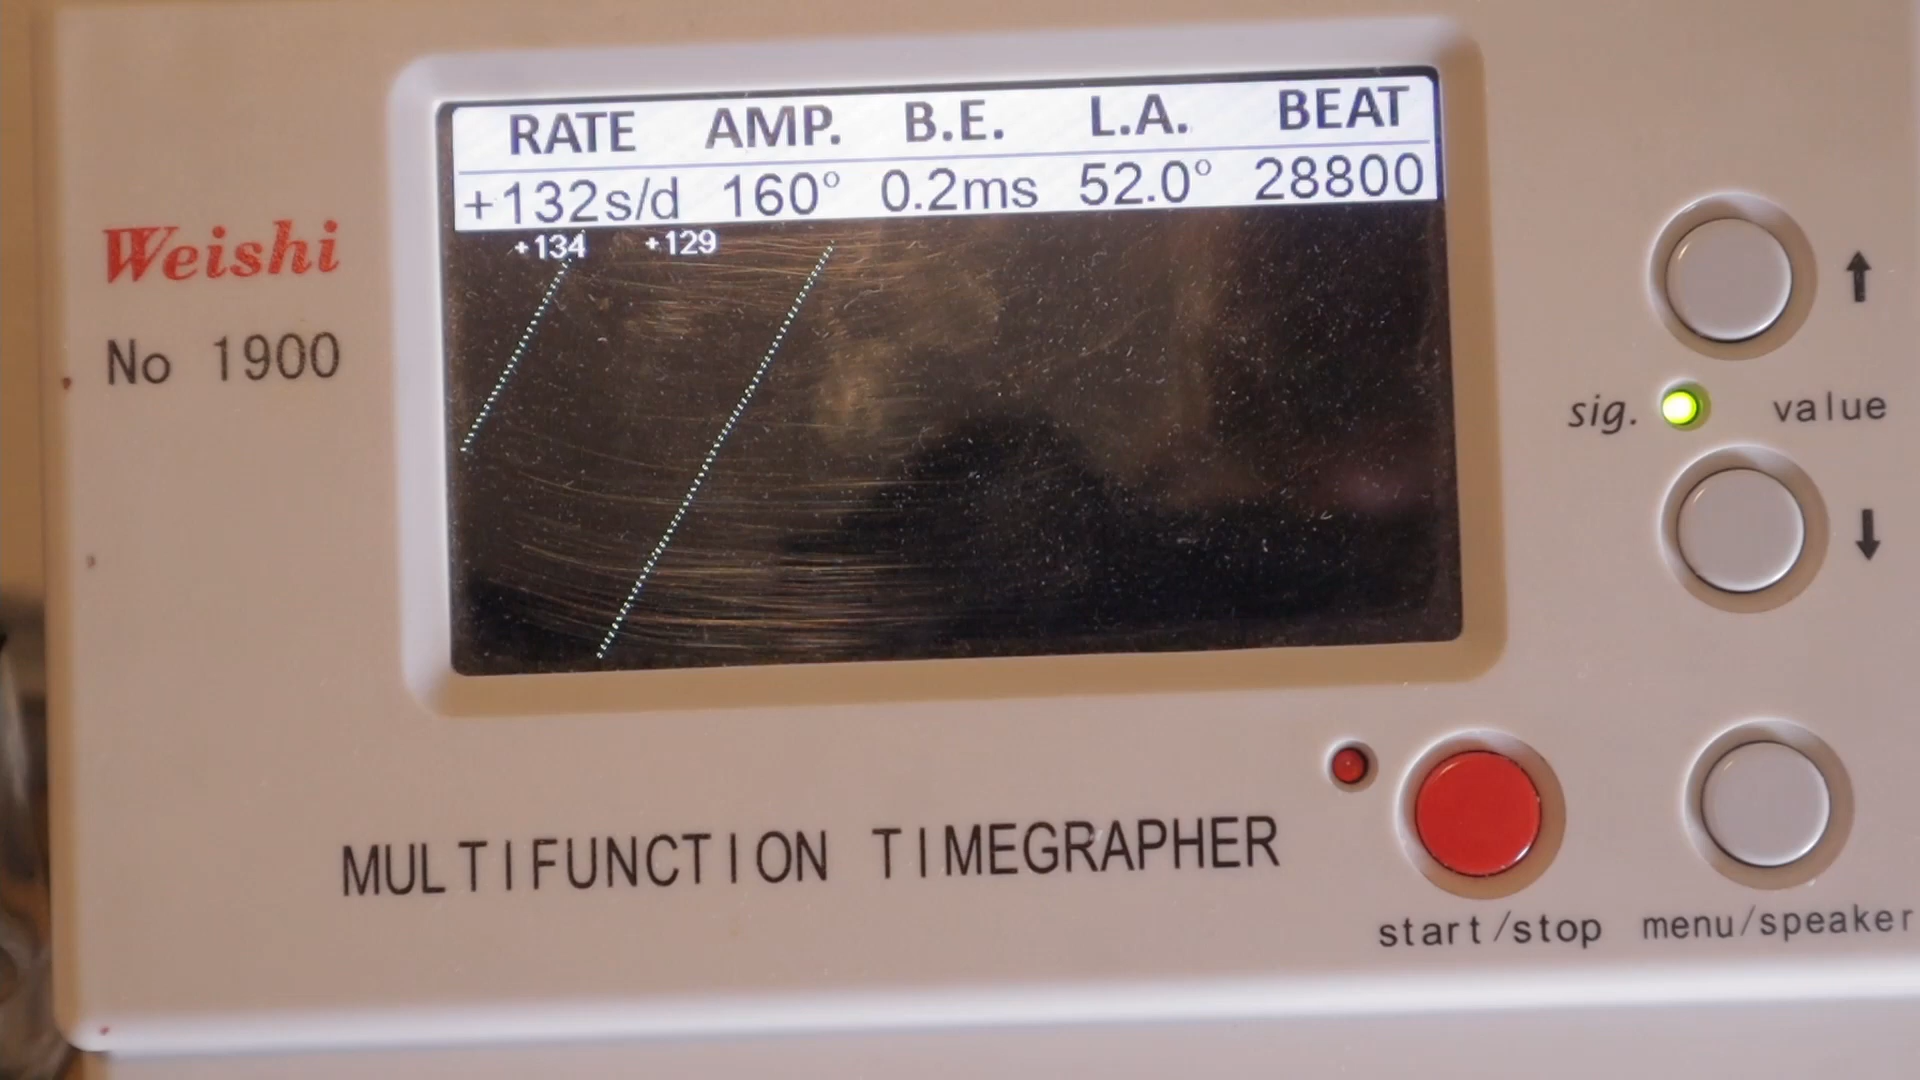 RATE AMP. B.E. L.A. BEAT
+132s/d 160° 0.2ms 52.0° 28800
+134 +129
Weishi
No 1900
sig. value
MULTIFUNCTION TIMEGRAPHER
start/stop menu/speaker